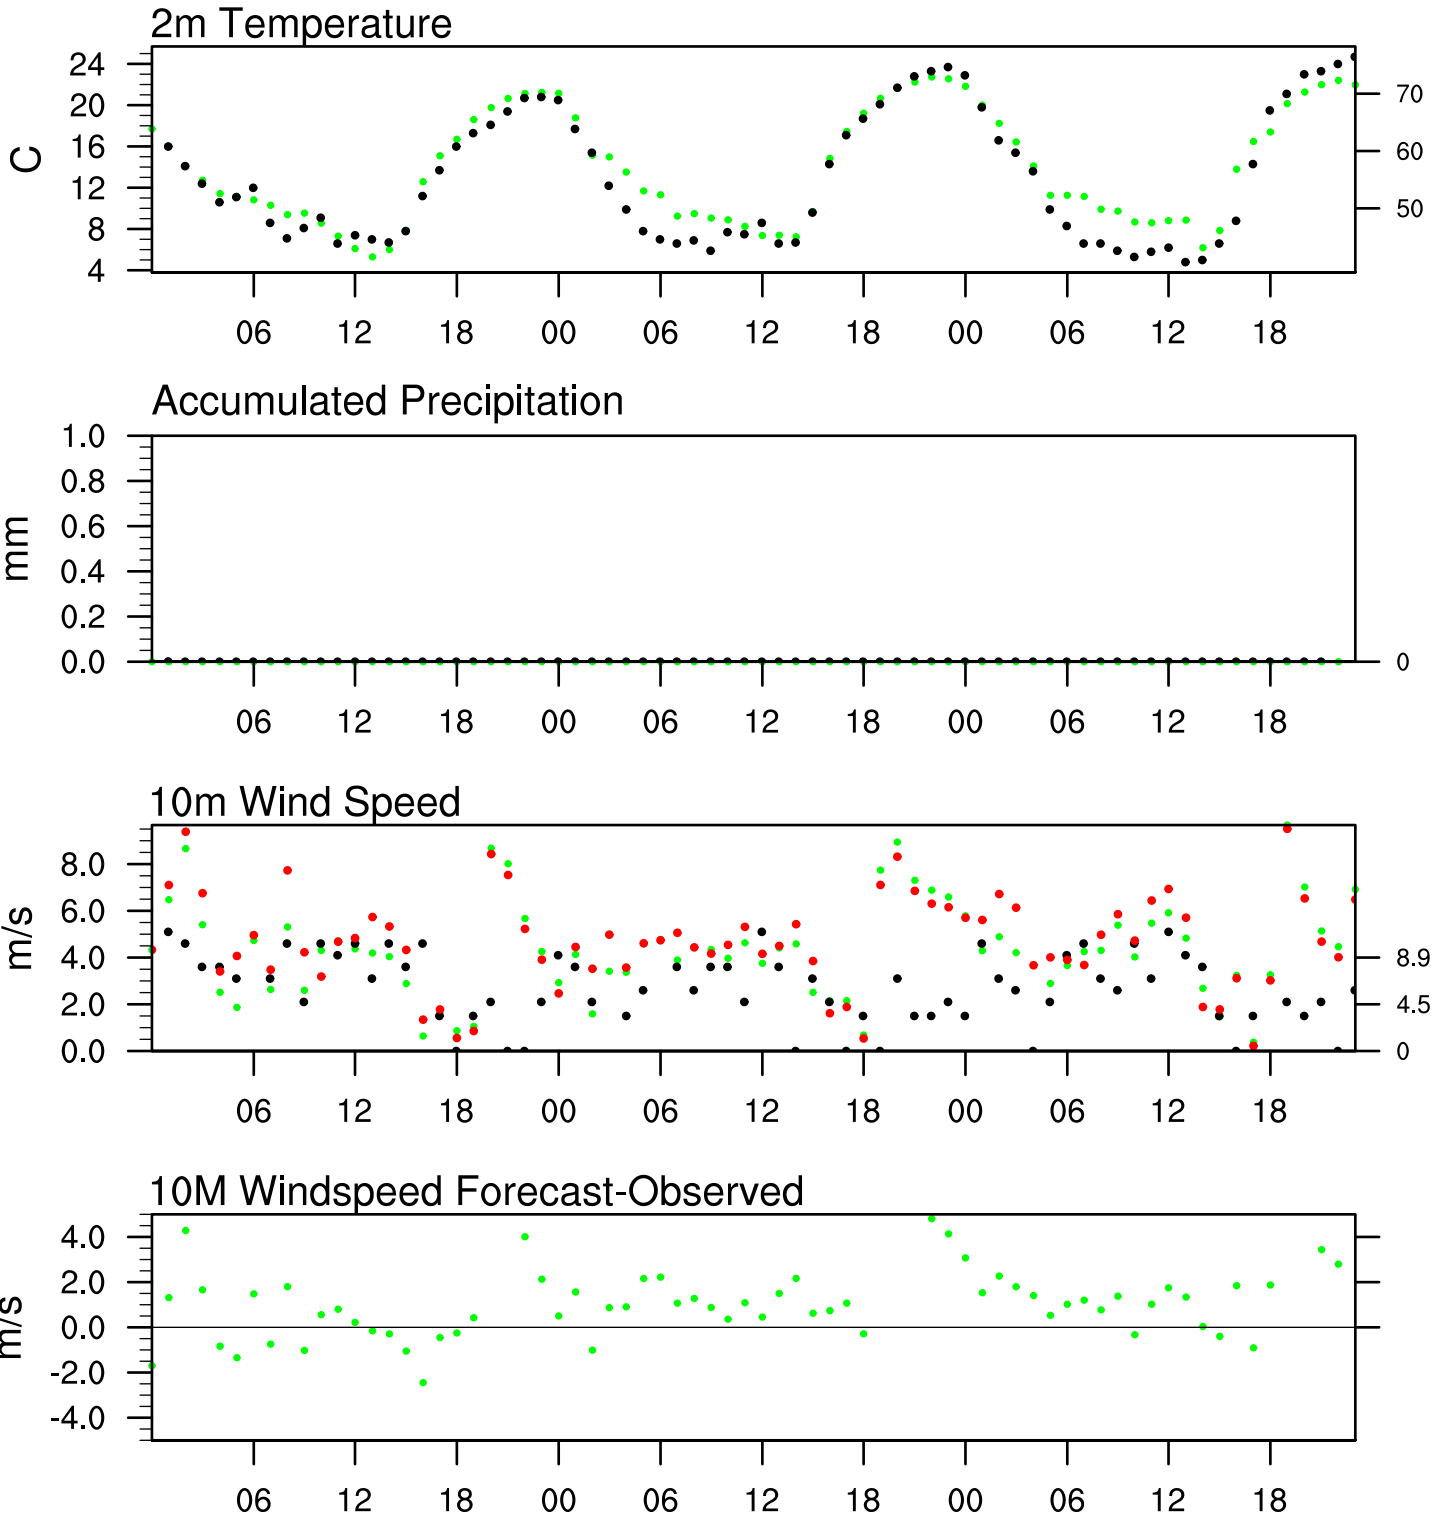 2m Temperature
24
20
16
12
8
4
C
70
60
50
06 12 18 00 06 12 18 00 06 12 18
Accumulated Precipitation
1.0
0.8
0.6
0.4
0.2
0.0
mm
0
06 12 18 00 06 12 18 00 06 12 18
10m Wind Speed
8.0
6.0
4.0
2.0
0.0
m/s
8.9
4.5
0
06 12 18 00 06 12 18 00 06 12 18
10M Windspeed Forecast-Observed
4.0
2.0
0.0
-2.0
-4.0
m/s
06 12 18 00 06 12 18 00 06 12 18